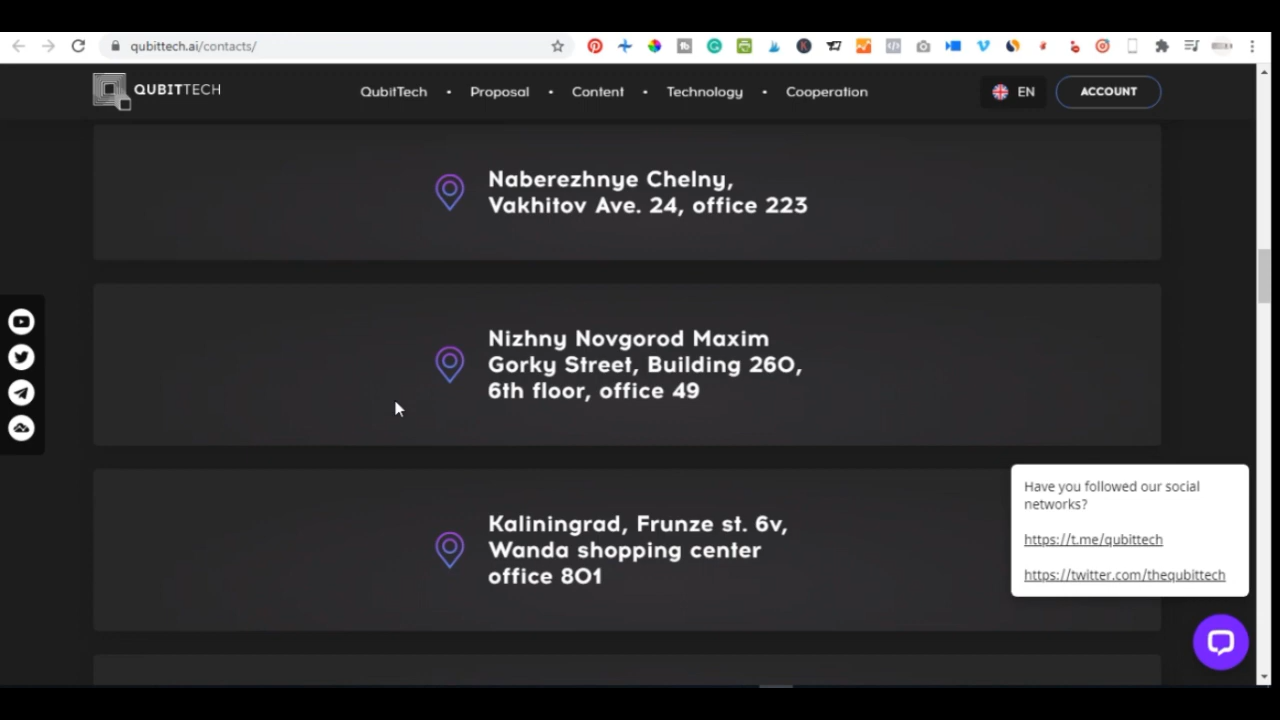 qubittech.ai/contacts/
QUBITTECH
QubitTech • Proposal • Content • Technology • Cooperation
EN
ACCOUNT
Naberezhnye Chelny,
Vakhitov Ave. 24, office 223
Nizhny Novgorod Maxim
Gorky Street, Building 260,
6th floor, office 49
Kaliningrad, Frunze st. 6v,
Wanda shopping center
office 801
Have you followed our social
networks?
https://t.me/qubittech
https://twitter.com/thequbittech